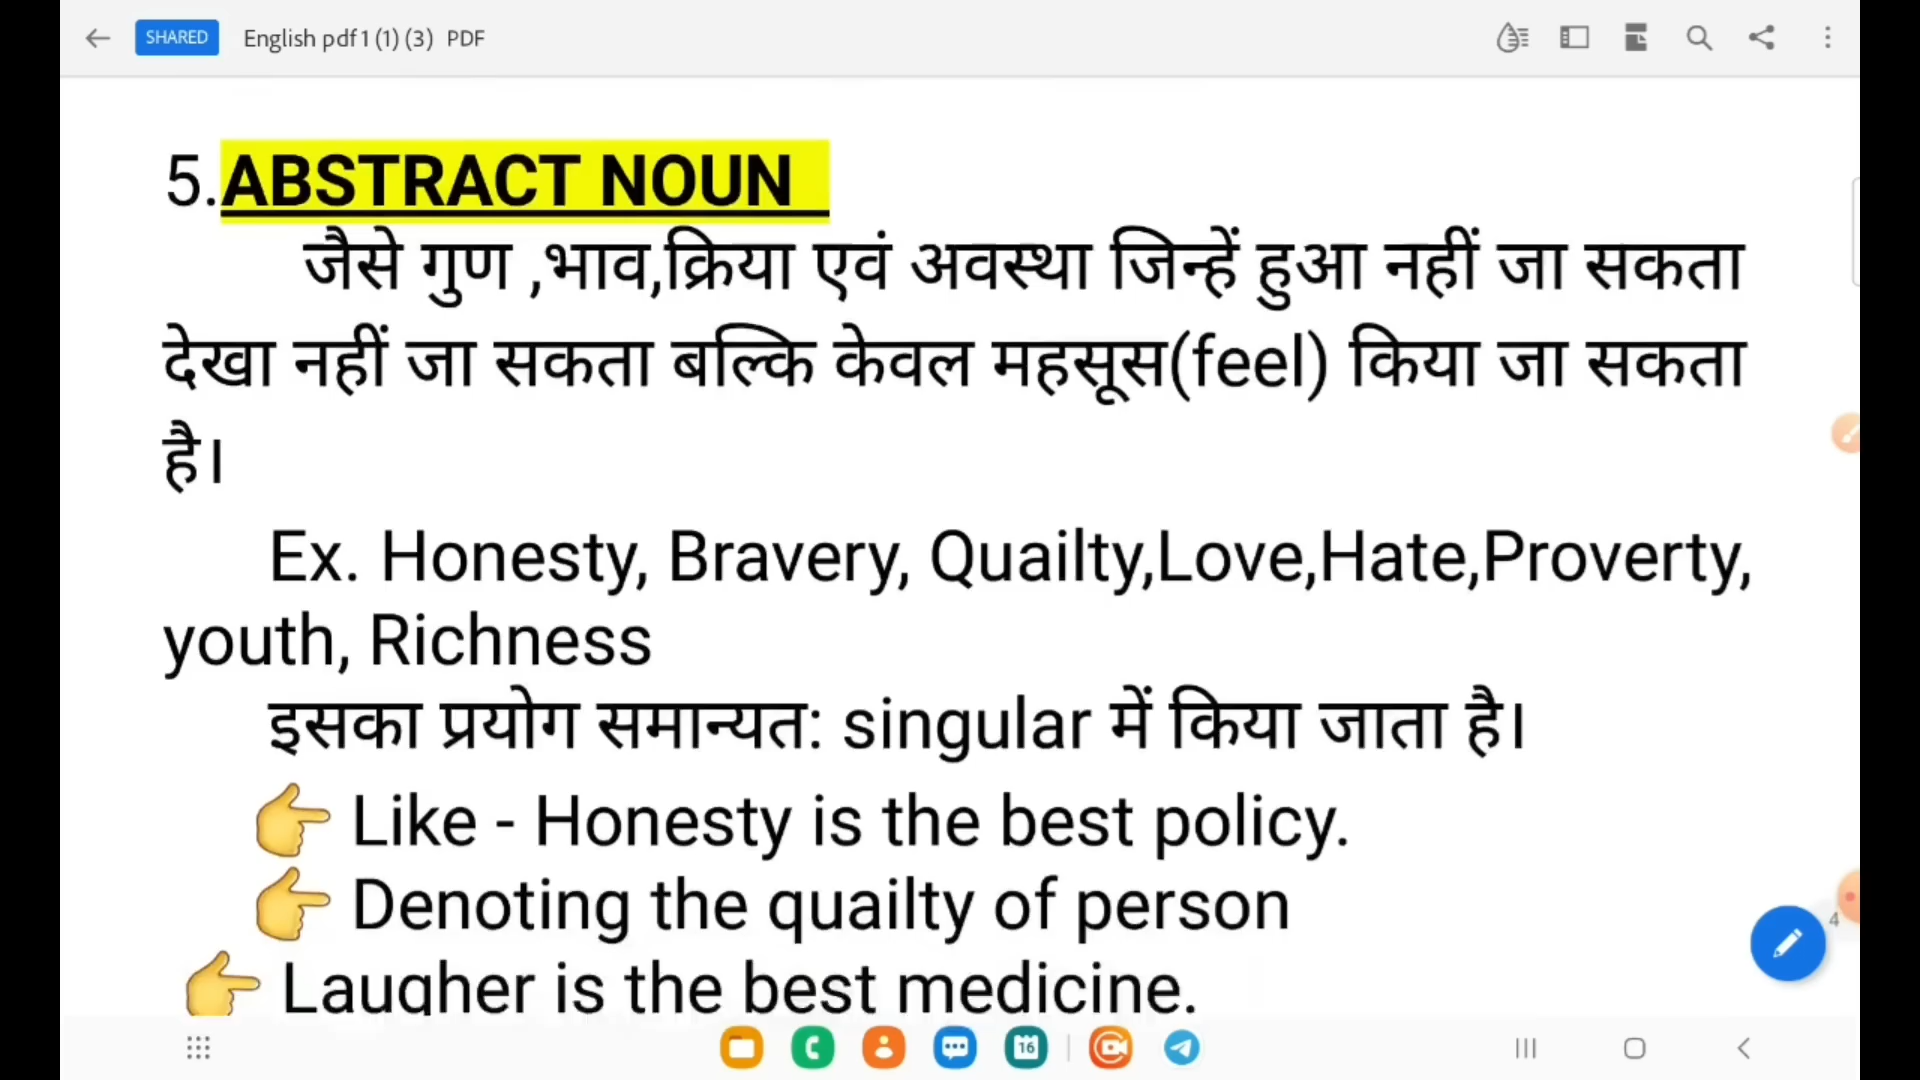 SHARED English pdf 1 (1) (3) PDF
5.ABSTRACT NOUN
जैसे गुण ,भाव,क्रिया एवं अवस्था जिन्हें हुआ नहीं जा सकता
देखा नहीं जा सकता बल्कि केवल महसूस(feel) किया जा सकता
है।
Ex. Honesty, Bravery, Quailty,Love,Hate,Proverty,
youth, Richness
इसका प्रयोग समान्यत: singular में किया जाता है।
👉 Like - Honesty is the best policy.
👉 Denoting the quailty of person
👉 Laugher is the best medicine.
4
16